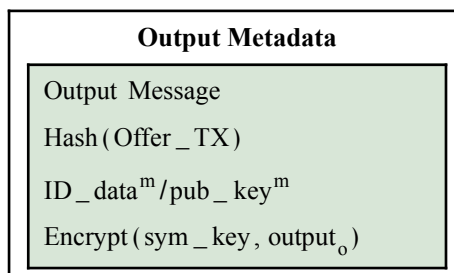 Output Metadata
Output Message
Hash(Offer_TX)
ID_data^m/pub_key^m
Encrypt(sym_key, output_o)